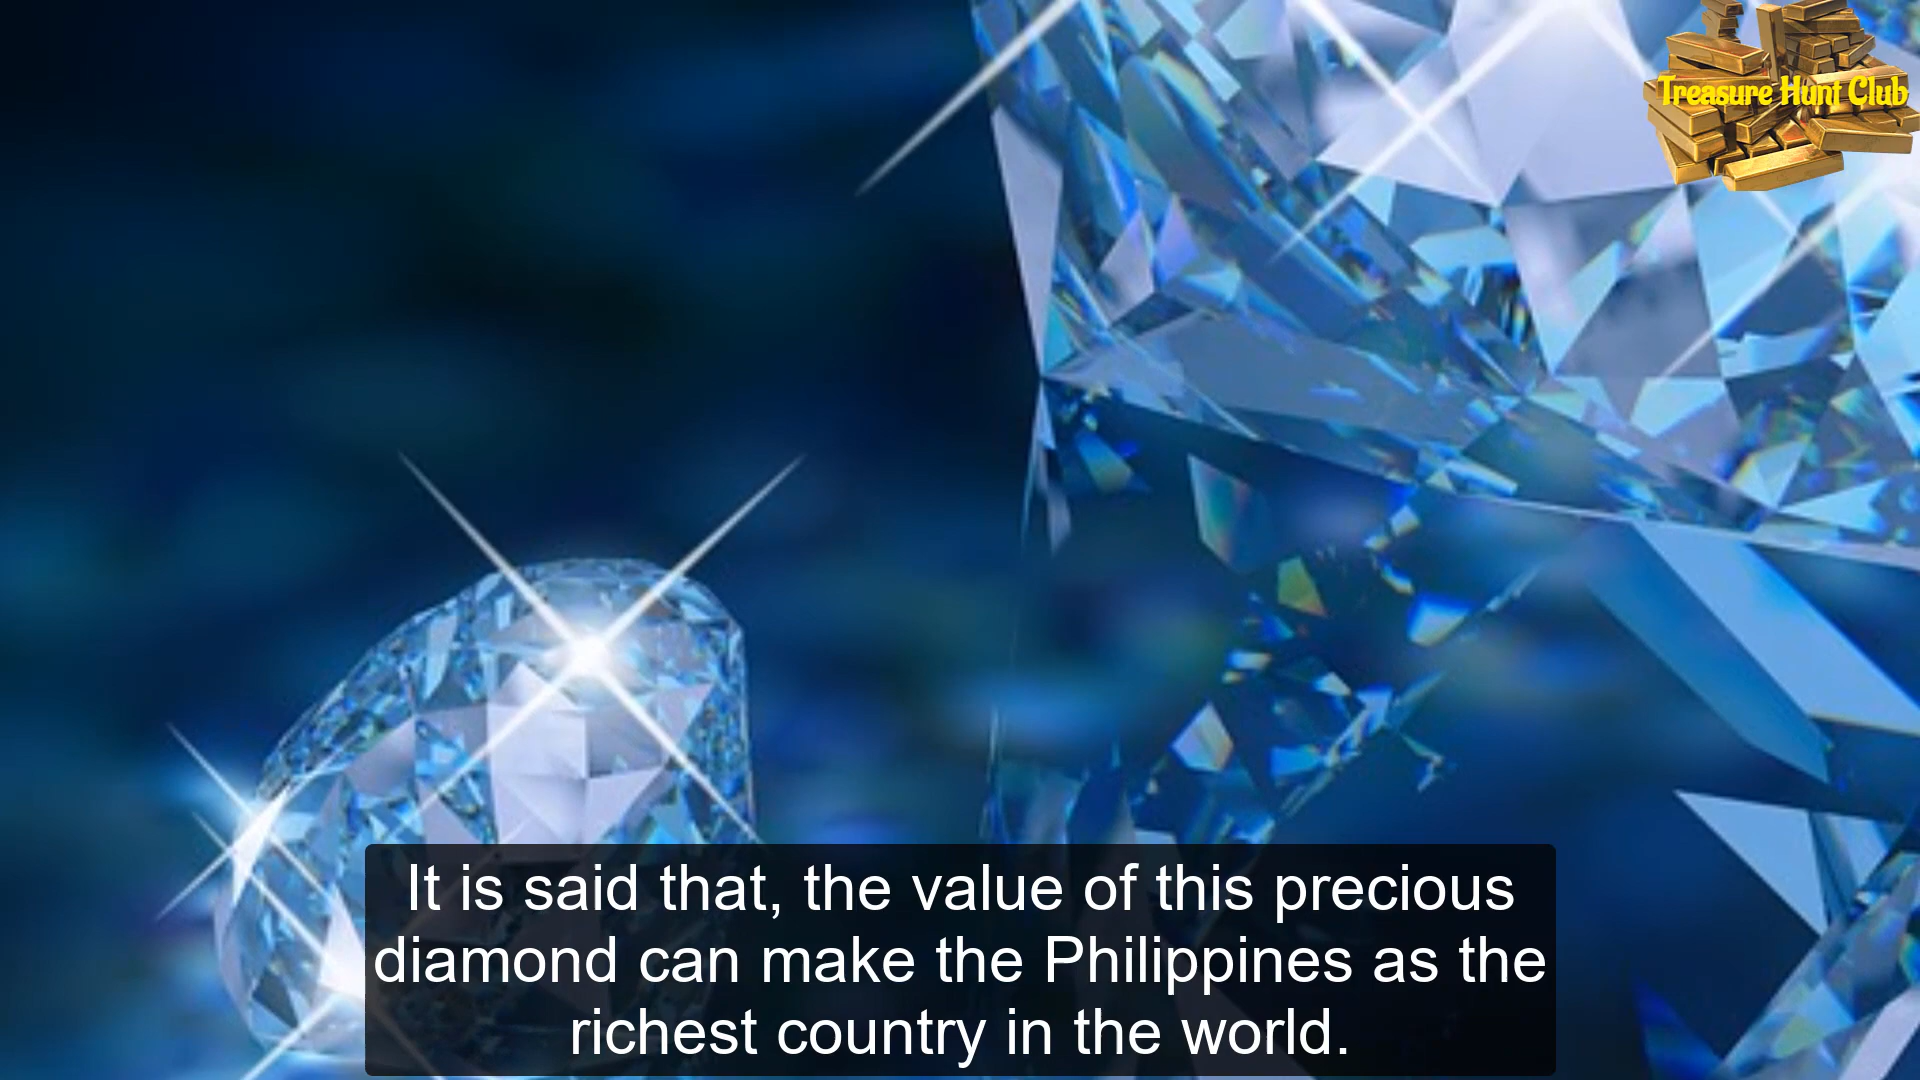 Treasure Hunt Club
It is said that, the value of this precious
diamond can make the Philippines as the
richest country in the world.